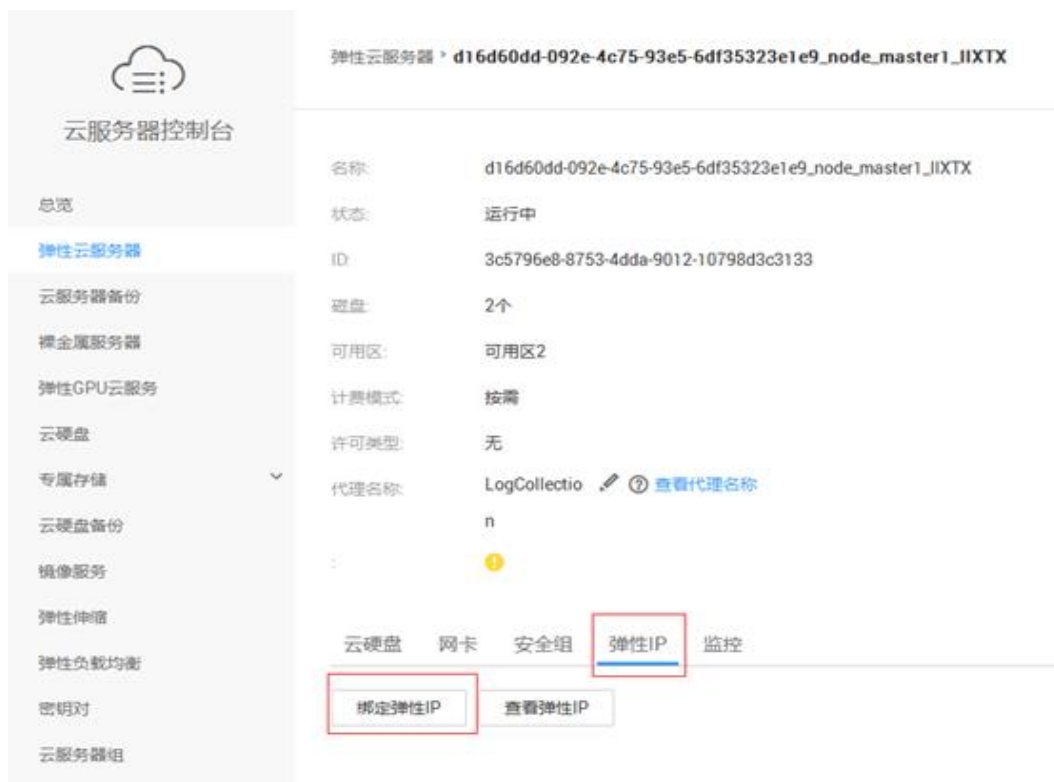 弹性云服务器 > d16d60dd-092e-4c75-93e5-6df35323e1e9_node_master1_IIXTX
云服务器控制台
总览
弹性云服务器
云服务器备份
裸金属服务器
弹性GPU云服务
云硬盘
专属存储
云硬盘备份
镜像服务
弹性伸缩
弹性负载均衡
密钥对
云服务器组
名称: d16d60dd-092e-4c75-93e5-6df35323e1e9_node_master1_IIXTX
状态: 运行中
ID: 3c5796e8-8753-4dda-9012-10798d3c3133
磁盘: 2个
可用区: 可用区2
计费模式: 按需
许可类型: 无
代理名称: LogCollectio 查看代理名称
n
:
云硬盘 网卡 安全组 弹性IP 监控
绑定弹性IP 查看弹性IP